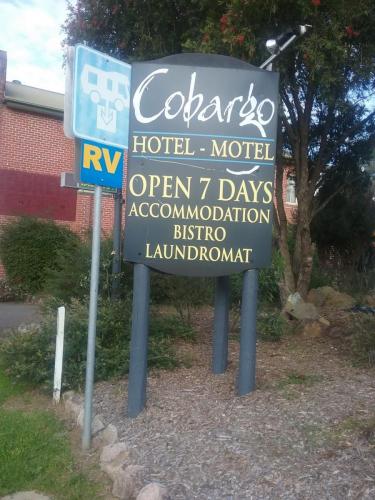 Cobargo
HOTEL - MOTEL
OPEN 7 DAYS
ACCOMMODATION
BISTRO
LAUNDROMAT
RV